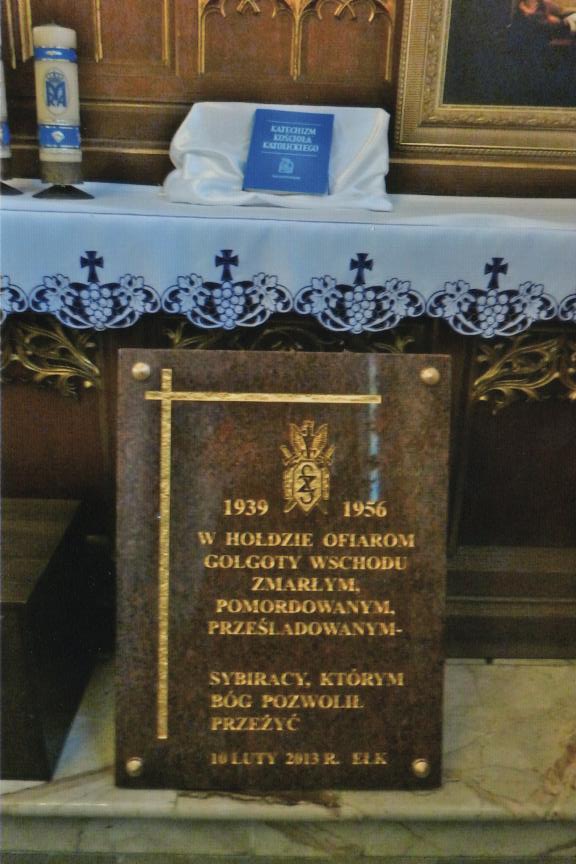 KATECHIZM
KOŚCIOŁA
KATOLICKIEGO
1939 1956
W HOŁDZIE OFIAROM
GOLGOTY WSCHODU
ZMARŁYM,
POMORDOWANYM,
PRZEŚLADOWANYM-
SYBIRACY, KTÓRYM
BÓG POZWOLIŁ
PRZEŻYĆ
10 LUTY 2013 R. EŁK